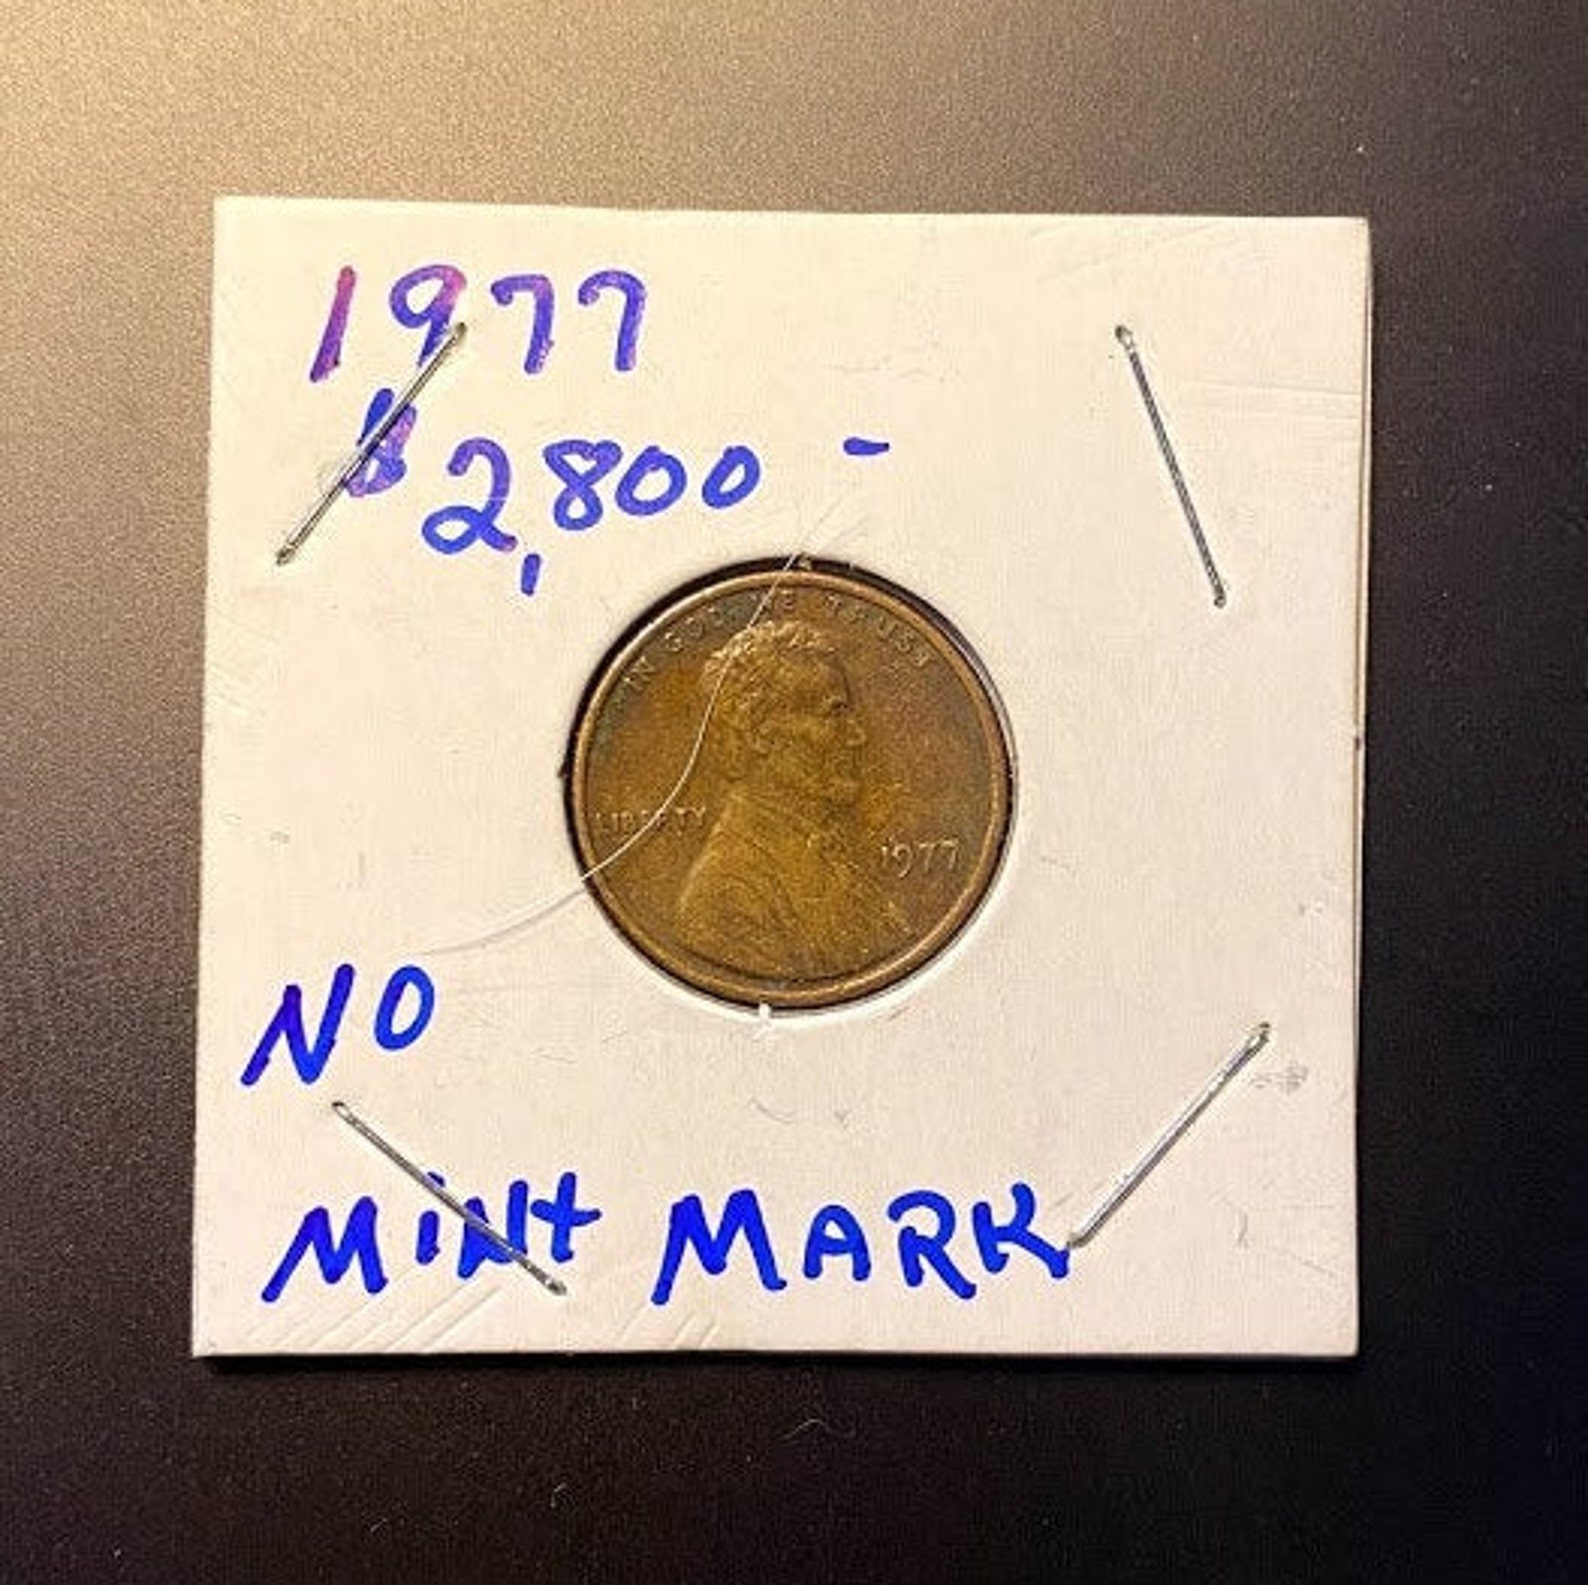 1977
$2,800 -
IN GOD WE TRUST
LIBERTY
1977
NO
MiNt MARK